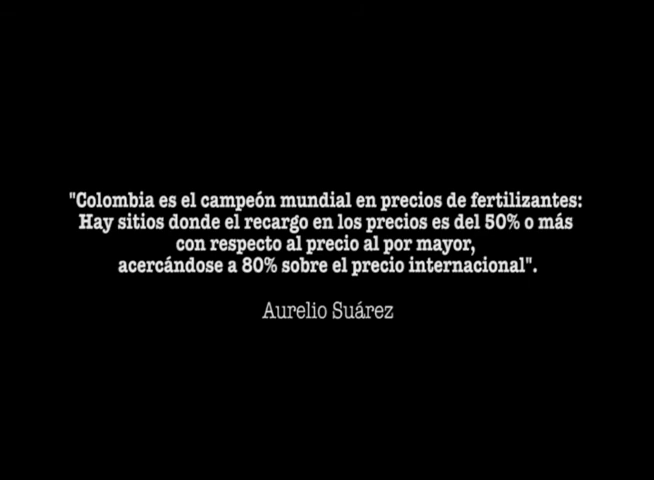 "Colombia es el campeón mundial en precios de fertilizantes:
Hay sitios donde el recargo en los precios es del 50% o más
con respecto al precio al por mayor,
acercándose a 80% sobre el precio internacional".
Aurelio Suárez